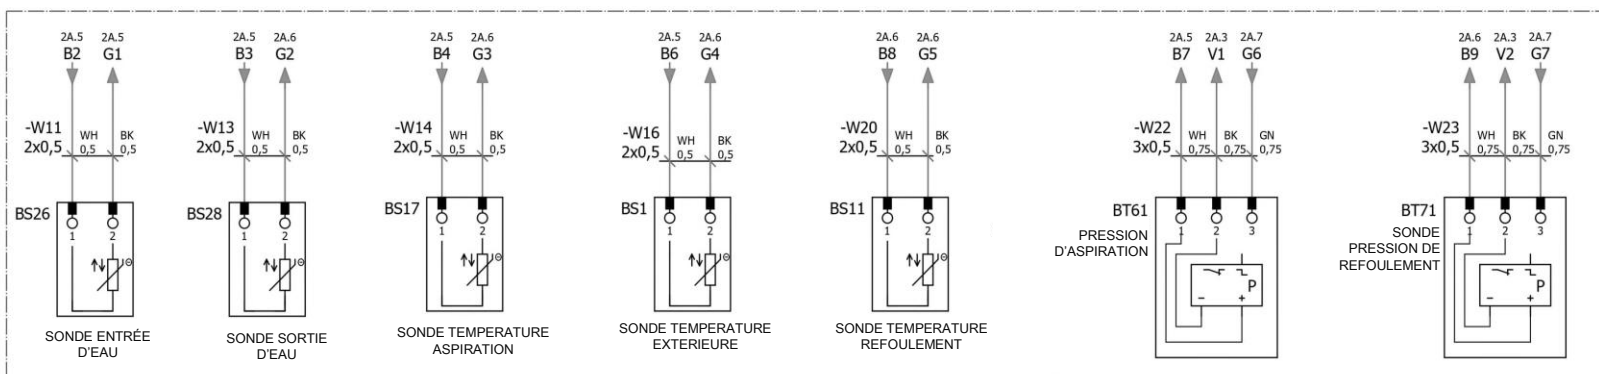 2A.5 2A.5 2A.5 2A.6 2A.5 2A.6 2A.5 2A.6 2A.6 2A.6 2A.5 2A.3 2A.7 2A.6 2A.3 2A.7
B2 G1 B3 G2 B4 G3 B6 G4 B8 G5 B7 V1 G6 B9 V2 G7
-W11 WH BK -W13 WH BK -W14 WH BK -W16 WH BK -W20 WH BK -W22 WH BK GN -W23 WH BK GN
2x0,5 0,5 0,5 2x0,5 0,5 0,5 2x0,5 0,5 0,5 2x0,5 0,5 0,5 2x0,5 0,5 0,5 3x0,5 0,75 0,75 0,75 3x0,5 0,75 0,75 0,75
BS26 BS28 BS17 BS1 BS11 BT61 BT71
1 2 1 2 1 2 1 2 1 2 1 2 3 1 2 3
PRESSION
D'ASPIRATION
SONDE
PRESSION DE
REFOULEMENT
P P
- + - +
SONDE ENTRÉE
D'EAU
SONDE SORTIE
D'EAU
SONDE TEMPERATURE
ASPIRATION
SONDE TEMPERATURE
EXTERIEURE
SONDE TEMPERATURE
REFOULEMENT